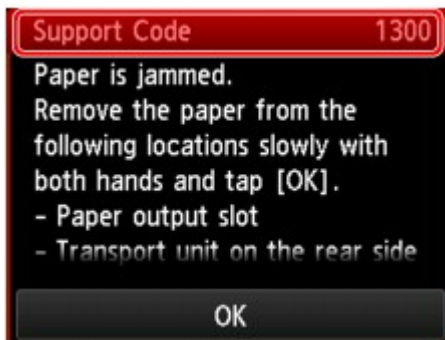 Support Code 1300
Paper is jammed.
Remove the paper from the
following locations slowly with
both hands and tap [OK].
- Paper output slot
- Transport unit on the rear side
OK